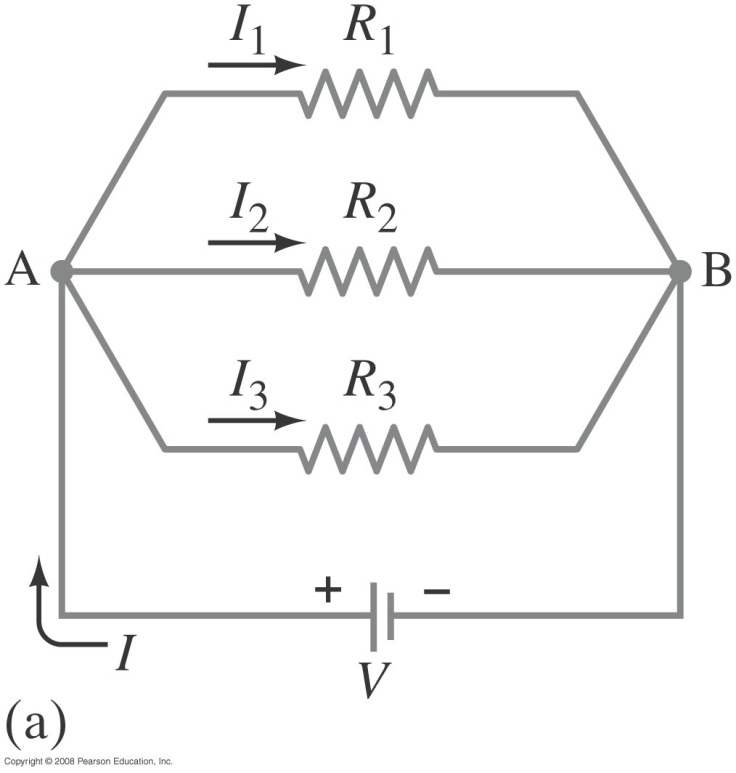 I₁ R₁
I₂ R₂
A B
I₃ R₃
+ −
I
V
(a)
Copyright © 2008 Pearson Education, Inc.